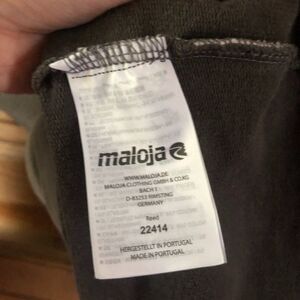 maloja
WWW.MALOJA.DE
MALOJA CLOTHING GMBH & CO.KG
BACH 1
D-83253 RIMSTING
GERMANY
Reed
22414
HERGESTELLT IN PORTUGAL
MADE IN PORTUGAL